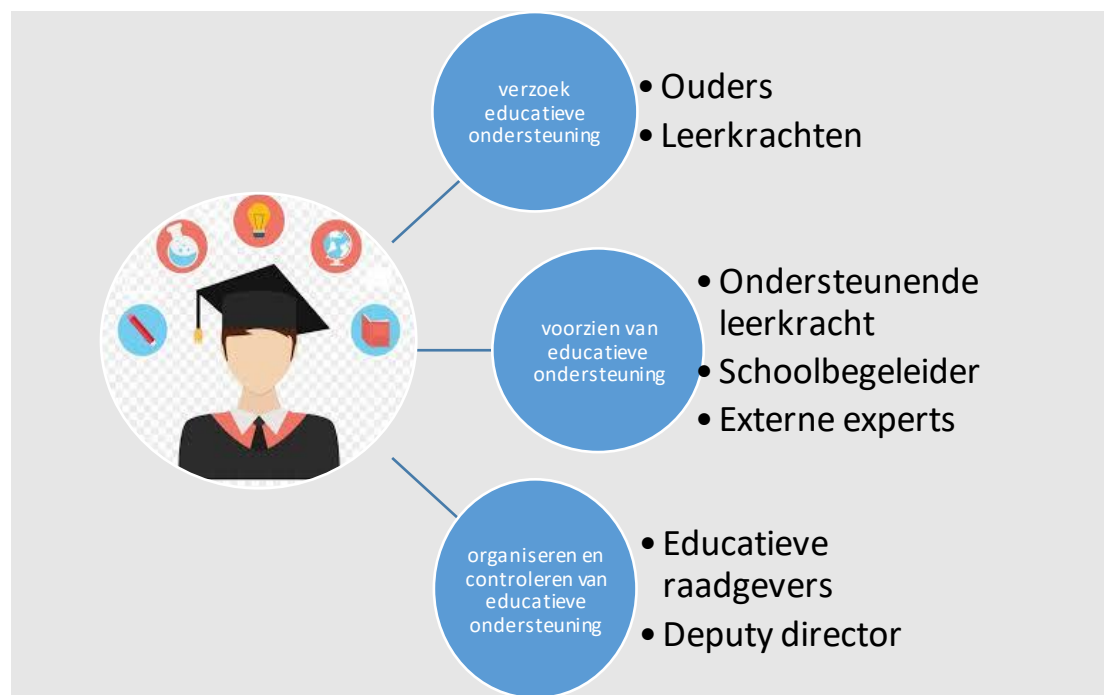 verzoek
educatieve
ondersteuning
• Ouders
• Leerkrachten
voorzien van
educatieve
ondersteuning
• Ondersteunende
leerkracht
• Schoolbegeleider
• Externe experts
organiseren en
controleren van
educatieve
ondersteuning
• Educatieve
raadgevers
• Deputy director